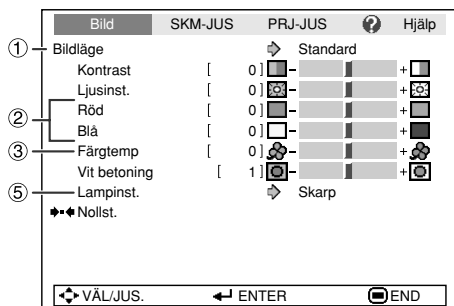 Bild SKM-JUS PRJ-JUS ? Hjälp
① Bildläge Standard
Kontrast [ 0 ] - +
Ljusinst. [ 0 ] - +
② Röd [ 0 ] - +
Blå [ 0 ] - +
③ Färgtemp [ 0 ] - +
Vit betoning [ 1 ] - +
⑤ Lampinst. Skarp
Nollst.
VÄL/JUS. ENTER END